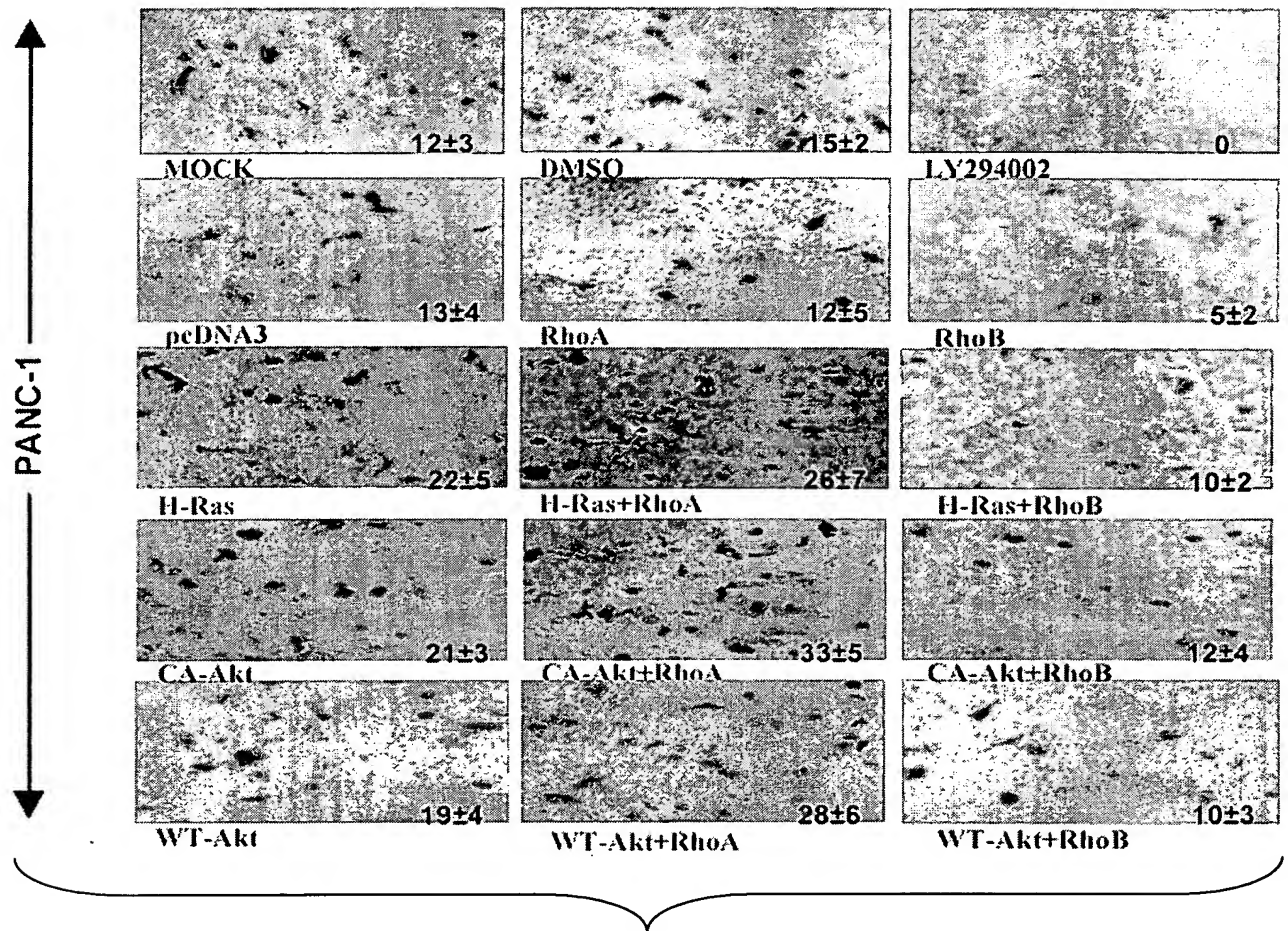 PANC-1
12±3 15±2 0
MOCK DMSO LY294002
13±4 12±5 5±2
pcDNA3 RhoA RhoB
22±5 26±7 10±2
H-Ras H-Ras+RhoA H-Ras+RhoB
21±3 33±5 12±4
CA-Akt CA-Akt+RhoA CA-Akt+RhoB
19±4 28±6 10±3
WT-Akt WT-Akt+RhoA WT-Akt+RhoB